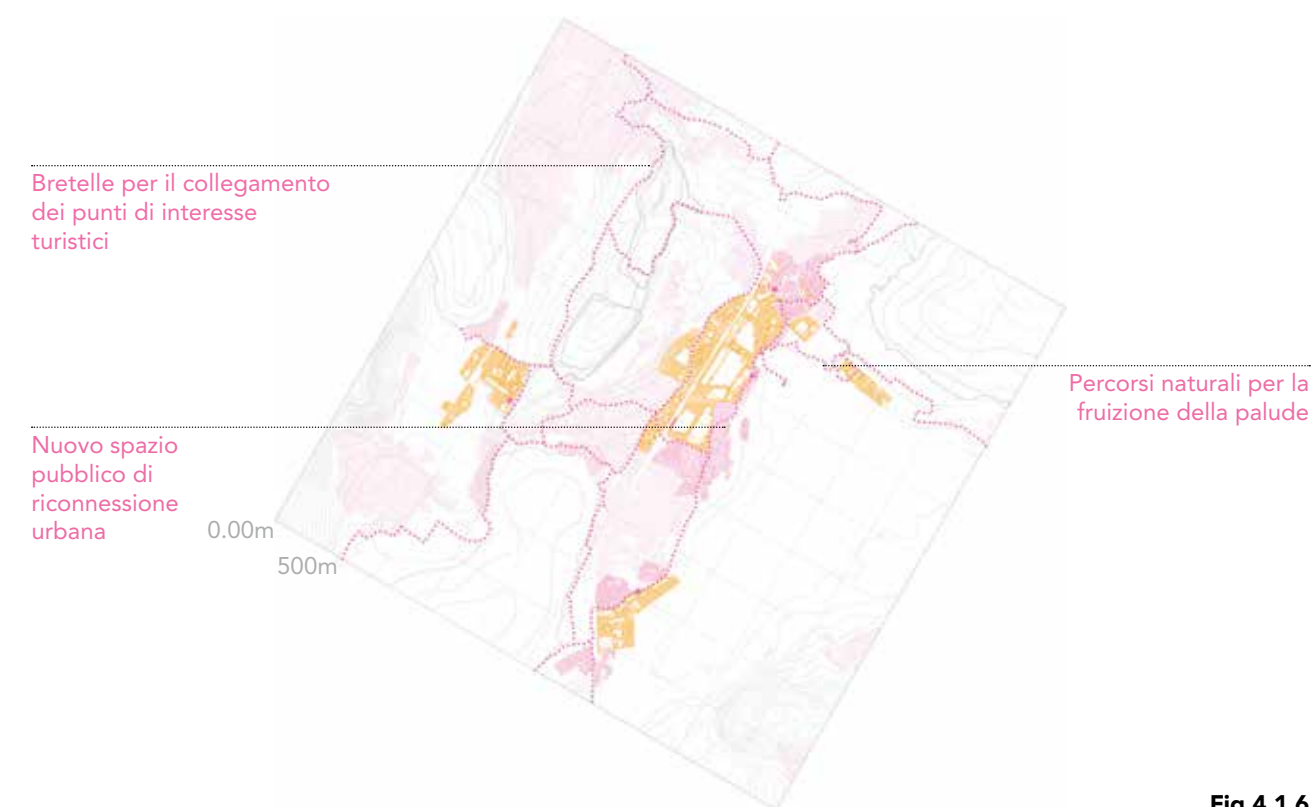 Bretelle per il collegamento
dei punti di interesse
turistici
Percorsi naturali per la
fruizione della palude
Nuovo spazio
pubblico di
riconnessione
urbana
0.00m
500m
Fig 4.1.6